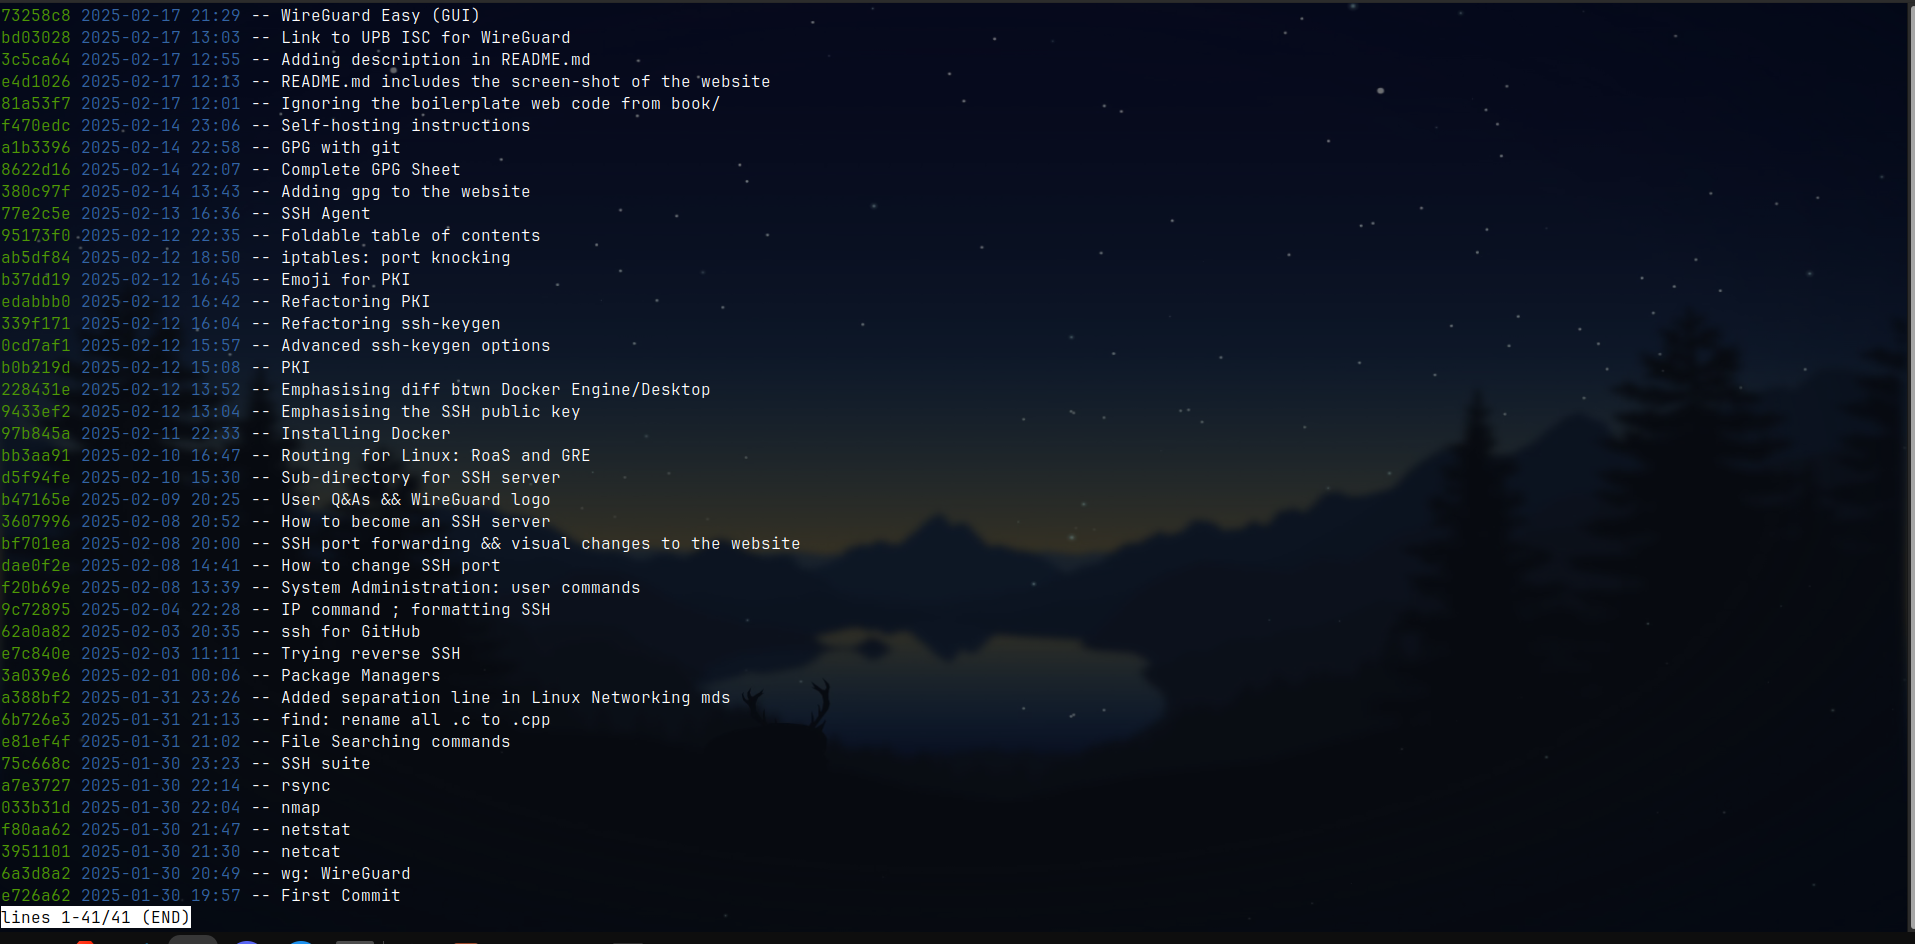 73258c8 2025-02-17 21:29 -- WireGuard Easy (GUI)
bd03028 2025-02-17 13:03 -- Link to UPB ISC for WireGuard
3c5ca64 2025-02-17 12:55 -- Adding description in README.md
e4d1026 2025-02-17 12:13 -- README.md includes the screen-shot of the website
81a53f7 2025-02-17 12:01 -- Ignoring the boilerplate web code from book/
f470edc 2025-02-14 23:06 -- Self-hosting instructions
a1b3396 2025-02-14 22:58 -- GPG with git
8622d16 2025-02-14 22:07 -- Complete GPG Sheet
380c97f 2025-02-14 13:43 -- Adding gpg to the website
77e2c5e 2025-02-13 16:36 -- SSH Agent
95173f0 2025-02-12 22:35 -- Foldable table of contents
ab5df84 2025-02-12 18:50 -- iptables: port knocking
b37dd19 2025-02-12 16:45 -- Emoji for PKI
edabbb0 2025-02-12 16:42 -- Refactoring PKI
339f171 2025-02-12 16:04 -- Refactoring ssh-keygen
0cd7af1 2025-02-12 15:57 -- Advanced ssh-keygen options
b0b219d 2025-02-12 15:08 -- PKI
228431e 2025-02-12 13:52 -- Emphasising diff btwn Docker Engine/Desktop
9433ef2 2025-02-12 13:04 -- Emphasising the SSH public key
97b845a 2025-02-11 22:33 -- Installing Docker
bb3aa91 2025-02-10 16:47 -- Routing for Linux: RoaS and GRE
d5f94fe 2025-02-10 15:30 -- Sub-directory for SSH server
b47165e 2025-02-09 20:25 -- User Q&As && WireGuard logo
3607996 2025-02-08 20:52 -- How to become an SSH server
bf701ea 2025-02-08 20:00 -- SSH port forwarding && visual changes to the website
dae0f2e 2025-02-08 14:41 -- How to change SSH port
f20b69e 2025-02-08 13:39 -- System Administration: user commands
9c72895 2025-02-04 22:28 -- IP command ; formatting SSH
62a0a82 2025-02-03 20:35 -- ssh for GitHub
e7c840e 2025-02-03 11:11 -- Trying reverse SSH
3a039e6 2025-02-01 00:06 -- Package Managers
a388bf2 2025-01-31 23:26 -- Added separation line in Linux Networking mds
6b726e3 2025-01-31 21:13 -- find: rename all .c to .cpp
e81ef4f 2025-01-31 21:02 -- File Searching commands
75c668c 2025-01-30 23:23 -- SSH suite
a7e3727 2025-01-30 22:14 -- rsync
033b31d 2025-01-30 22:04 -- nmap
f80aa62 2025-01-30 21:47 -- netstat
3951101 2025-01-30 21:30 -- netcat
6a3d8a2 2025-01-30 20:49 -- wg: WireGuard
e726a62 2025-01-30 19:57 -- First Commit
lines 1-41/41 (END)